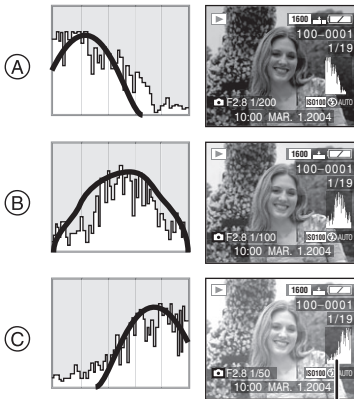 A
1600
100-0001
1/19
F2.8 1/200
ISO100 AUTO
10:00 MAR. 1.2004
B
1600
100-0001
1/19
F2.8 1/100
ISO100 AUTO
10:00 MAR. 1.2004
C
1600
100-0001
1/19
F2.8 1/50
ISO100 AUTO
10:00 MAR. 1.2004